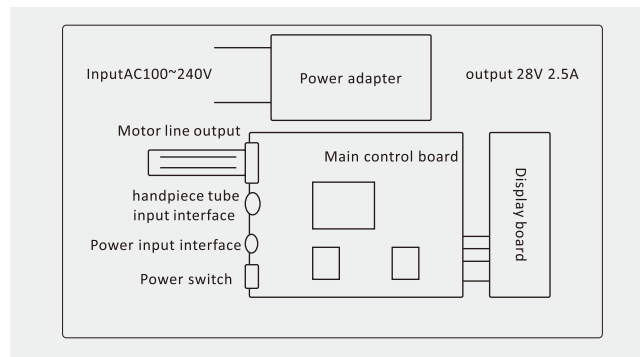 InputAC100~240V
Power adapter
output 28V 2.5A
Motor line output
Main control board
handpiece tube
input interface
Power input interface
Power switch
Display board